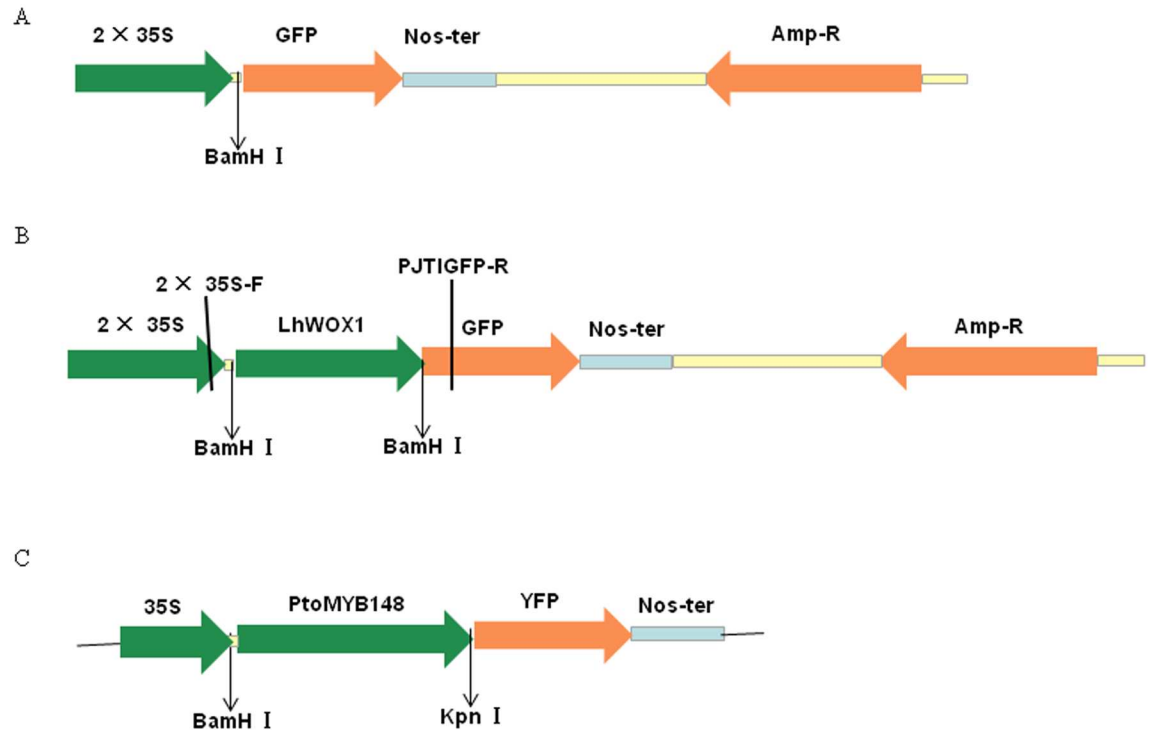 A
2 × 35S GFP Nos-ter Amp-R
BamH I
B
PJTIGFP-R
2 × 35S-F
2 × 35S LhWOX1 GFP Nos-ter Amp-R
BamH I BamH I
C
35S PtoMYB148 YFP Nos-ter
BamH I Kpn I